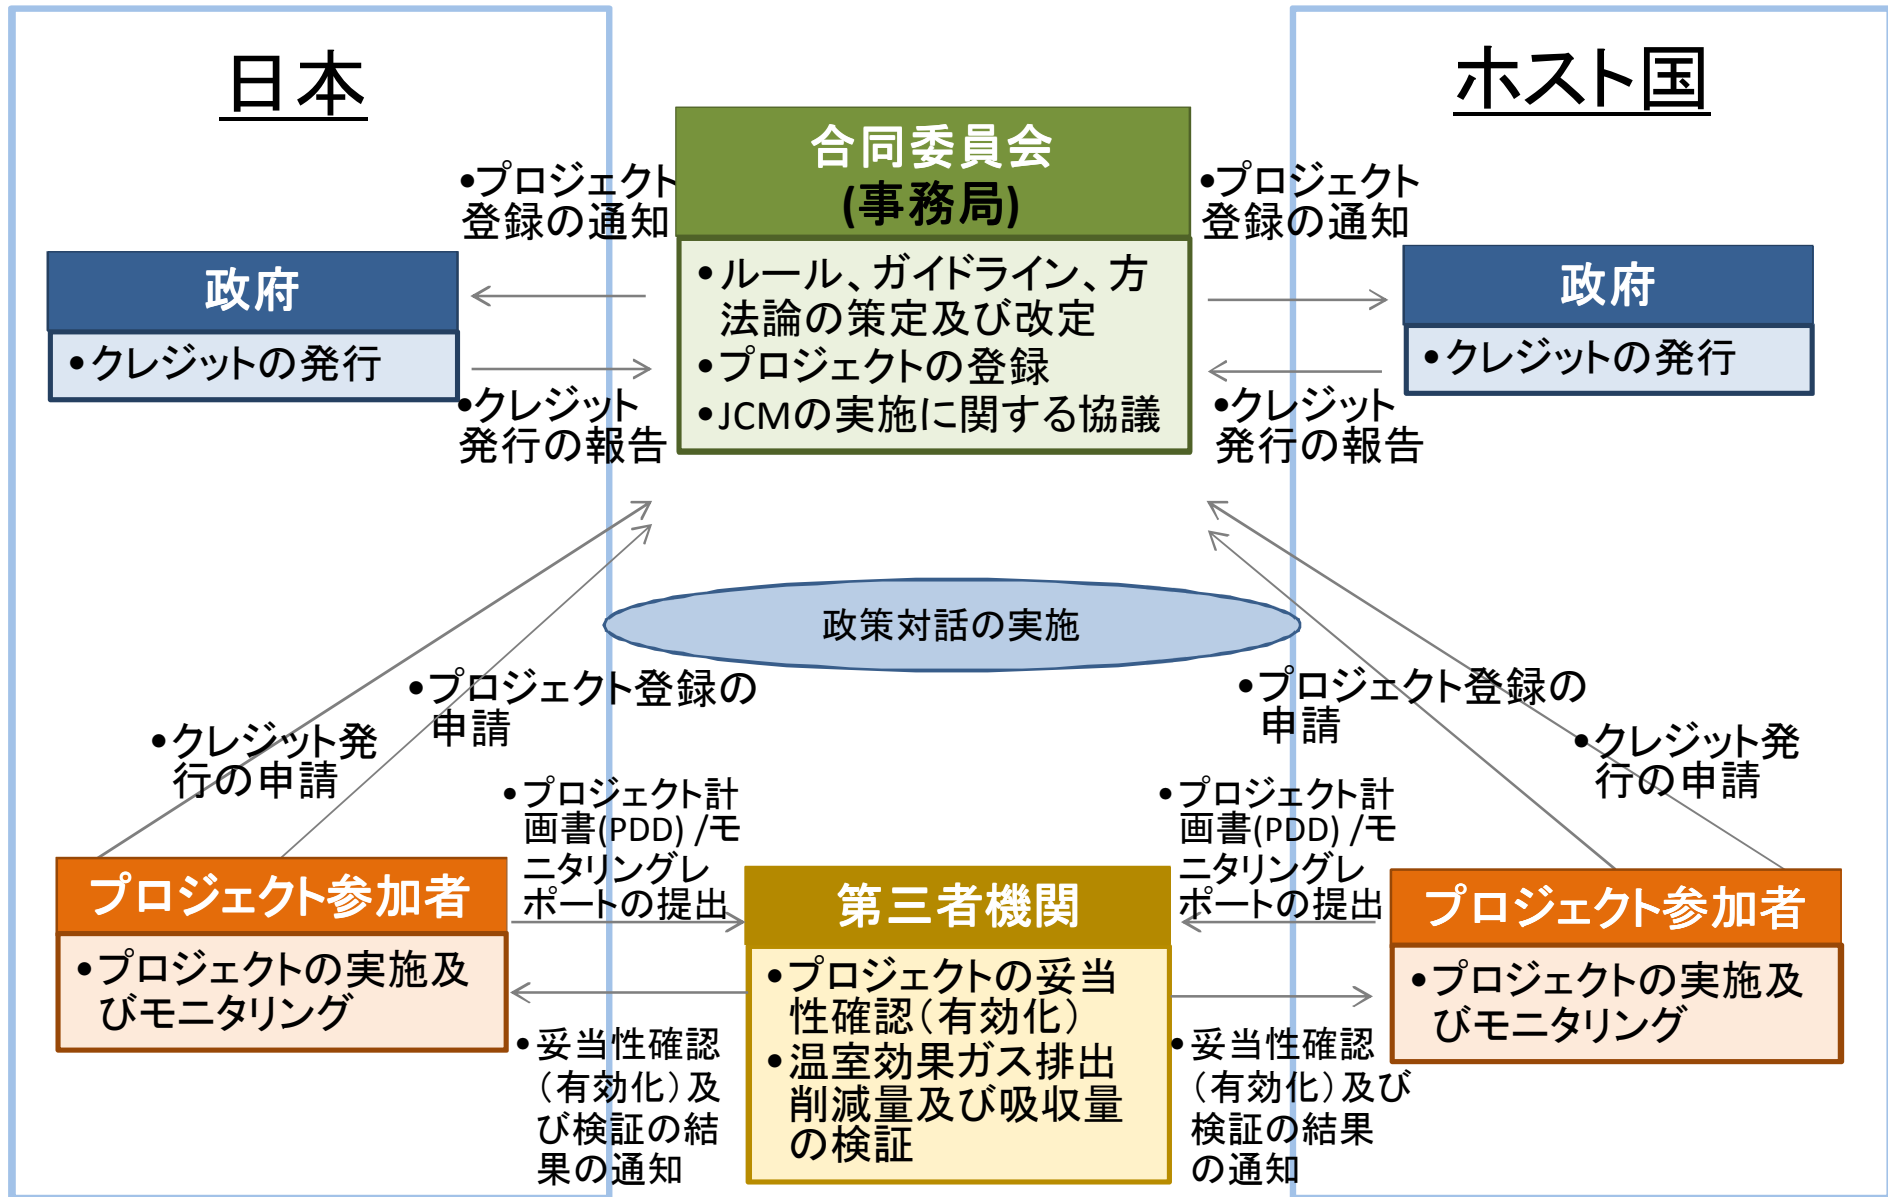 日本
ホスト国
合同委員会
(事務局)
•ルール、ガイドライン、方
法論の策定及び改定
•プロジェクトの登録
•JCMの実施に関する協議
•プロジェクト
登録の通知
•プロジェクト
登録の通知
政府
•クレジットの発行
政府
•クレジットの発行
•クレジット
発行の報告
•クレジット
発行の報告
政策対話の実施
•プロジェクト登録の
申請
•クレジット発
行の申請
•プロジェクト登録の
申請
•クレジット発
行の申請
•プロジェクト計
画書(PDD) /モ
ニタリングレ
ポートの提出
•プロジェクト計
画書(PDD) /モ
ニタリングレ
ポートの提出
プロジェクト参加者
•プロジェクトの実施及
びモニタリング
第三者機関
•プロジェクトの妥当
性確認(有効化)
•温室効果ガス排出
削減量及び吸収量
の検証
プロジェクト参加者
•プロジェクトの実施及
びモニタリング
•妥当性確認
(有効化)及
び検証の結
果の通知
•妥当性確認
(有効化)及び
検証の結果
の通知